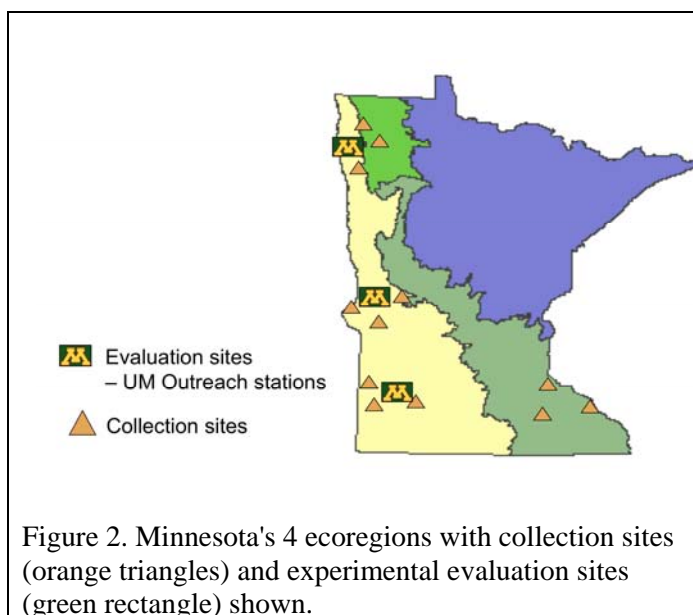 Evaluation sites
– UM Outreach stations
Collection sites
Figure 2. Minnesota's 4 ecoregions with collection sites
(orange triangles) and experimental evaluation sites
(green rectangle) shown.